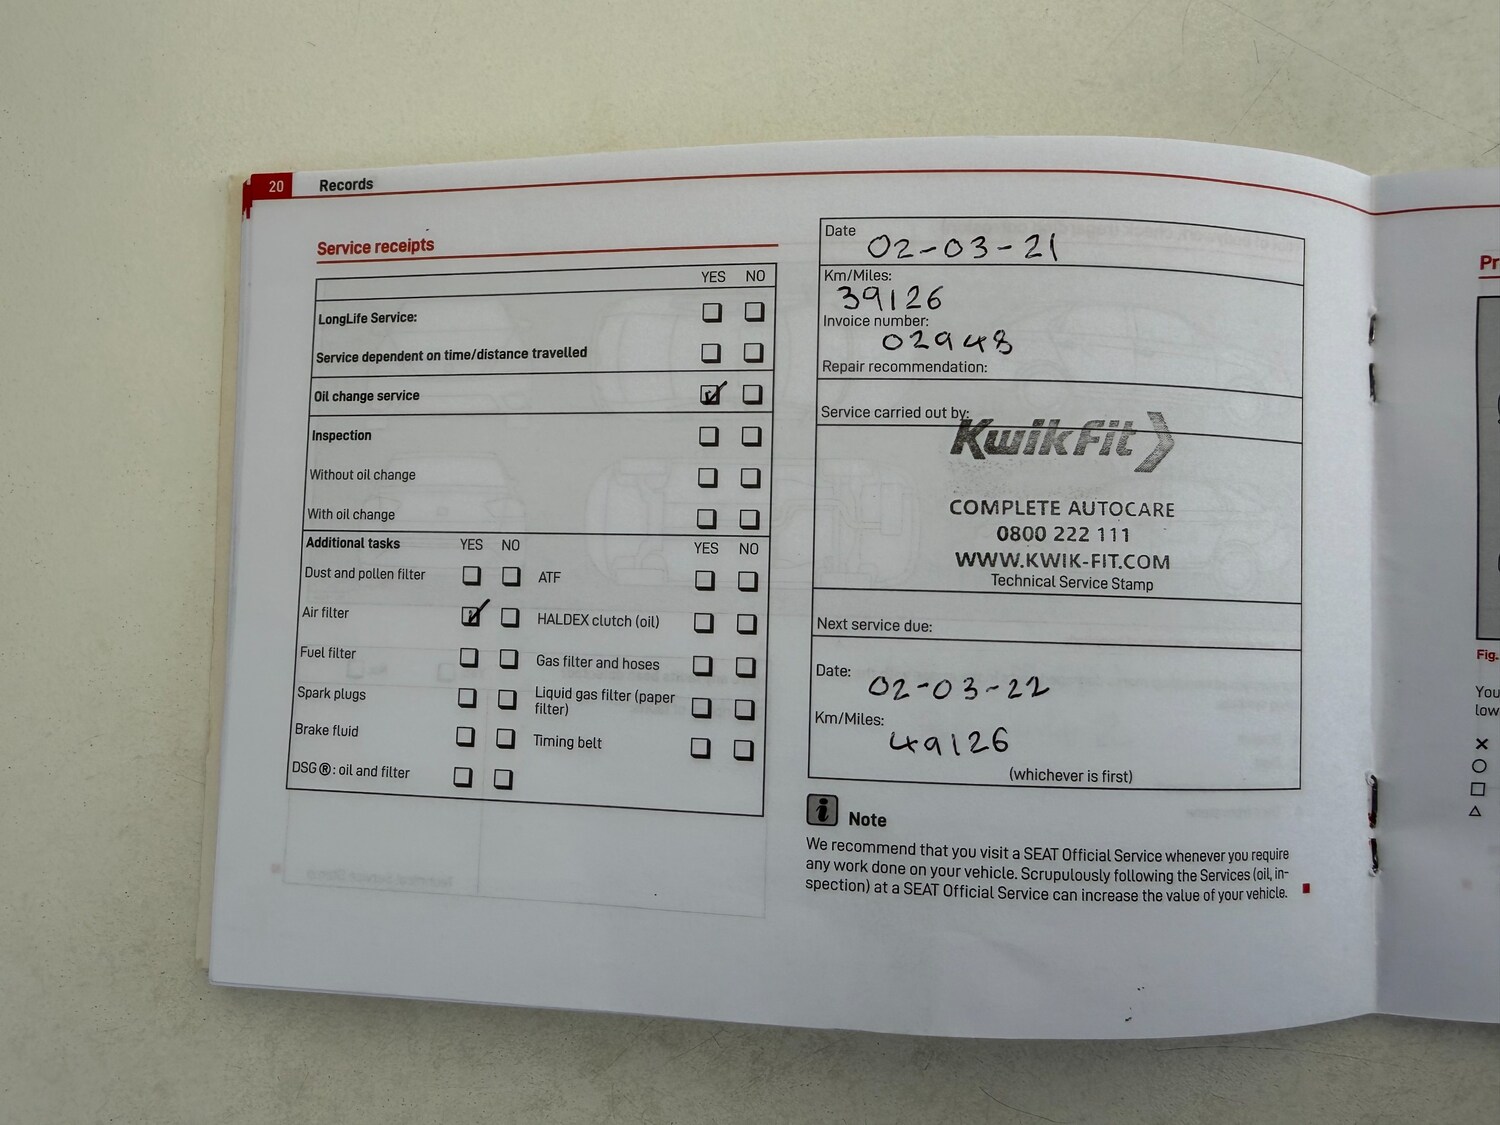 20 Records
Service receipts
YES NO
LongLife Service:
Service dependent on time/distance travelled
Oil change service
Inspection
Without oil change
With oil change
Additional tasks YES NO YES NO
Dust and pollen filter ATF
Air filter HALDEX clutch (oil)
Fuel filter Gas filter and hoses
Spark plugs Liquid gas filter (paper
filter)
Brake fluid Timing belt
DSG®: oil and filter
Date 02-03-21
Km/Miles:
39126
Invoice number:
02948
Repair recommendation:
Service carried out by:
KwikFit
COMPLETE AUTOCARE
0800 222 111
WWW.KWIK-FIT.COM
Technical Service Stamp
Next service due:
Date:
02-03-22
Km/Miles:
49126
(whichever is first)
i Note
We recommend that you visit a SEAT Official Service whenever you require
any work done on your vehicle. Scrupulously following the Services (oil, in-
spection) at a SEAT Official Service can increase the value of your vehicle.
Pr
Fig.
You
low